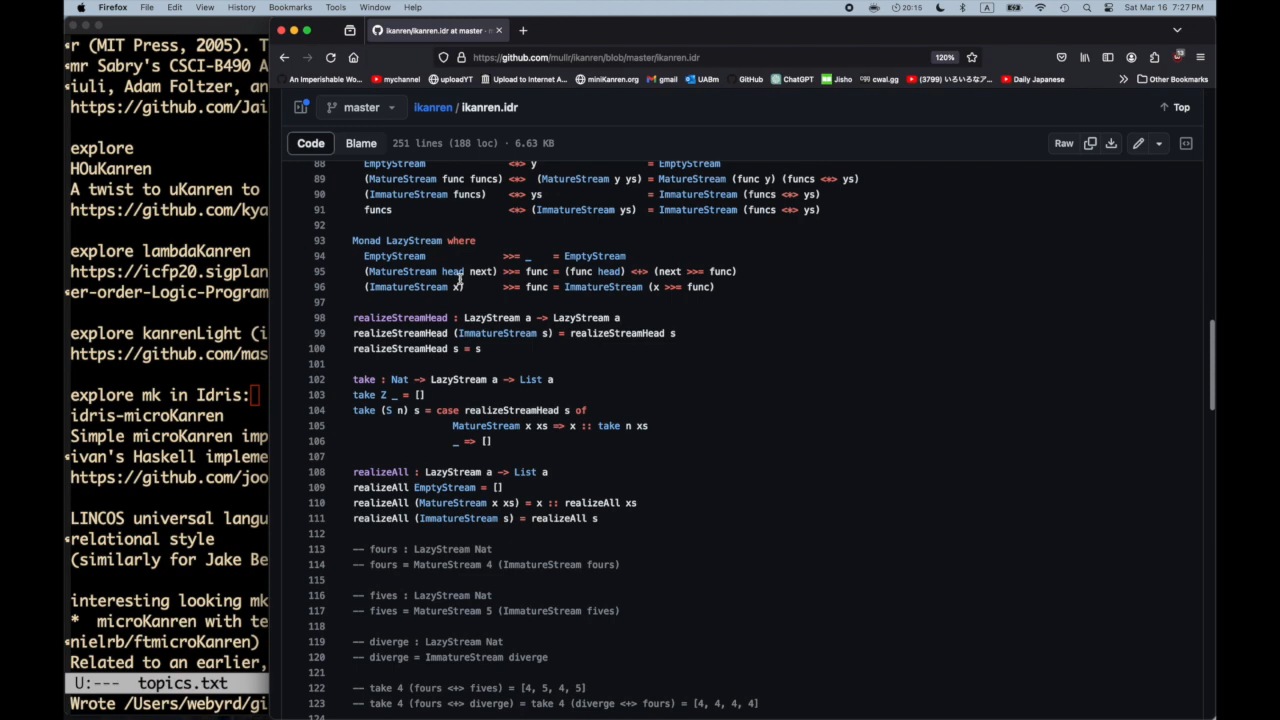 Firefox File Edit View History Bookmarks Tools Window Help
20:15 A Sat Mar 16 7:27 PM
ikanren/ikanren.idr at master ·
https://github.com/mullr/ikanren/blob/master/ikanren.idr
120%
An Imperishable Wo... mychannel uploadYT Upload to Internet A... miniKanren.org gmail UABm GitHub ChatGPT Jisho cwal.gg (3799) いろいろなア... Daily Japanese Other Bookmarks
master ikanren / ikanren.idr Top
Code Blame 251 lines (188 loc) · 6.63 KB Raw
88 EmptyStream <*> y = EmptyStream
89 (MatureStream func funcs) <*> (MatureStream y ys) = MatureStream (func y) (funcs <*> ys)
90 (ImmatureStream funcs) <*> ys = ImmatureStream (funcs <*> ys)
91 funcs <*> (ImmatureStream ys) = ImmatureStream (funcs <*> ys)
92
93 Monad LazyStream where
94 EmptyStream >>= _ = EmptyStream
95 (MatureStream head next) >>= func = (func head) <+> (next >>= func)
96 (ImmatureStream x) >>= func = ImmatureStream (x >>= func)
97
98 realizeStreamHead : LazyStream a -> LazyStream a
99 realizeStreamHead (ImmatureStream s) = realizeStreamHead s
100 realizeStreamHead s = s
101
102 take : Nat -> LazyStream a -> List a
103 take Z _ = []
104 take (S n) s = case realizeStreamHead s of
105 MatureStream x xs => x :: take n xs
106 _ => []
107
108 realizeAll : LazyStream a -> List a
109 realizeAll EmptyStream = []
110 realizeAll (MatureStream x xs) = x :: realizeAll xs
111 realizeAll (ImmatureStream s) = realizeAll s
112
113 -- fours : LazyStream Nat
114 -- fours = MatureStream 4 (ImmatureStream fours)
115
116 -- fives : LazyStream Nat
117 -- fives = MatureStream 5 (ImmatureStream fives)
118
119 -- diverge : LazyStream Nat
120 -- diverge = ImmatureStream diverge
121
122 -- take 4 (fours <+> fives) = [4, 5, 4, 5]
123 -- take 4 (fours <+> diverge) = take 4 (diverge <+> fours) = [4, 4, 4, 4]
r (MIT Press, 2005). T
mr Sabry's CSCI-B490 A
iuli, Adam Foltzer, an
https://github.com/Jai
explore
HOuKanren
A twist to uKanren to
https://github.com/kya
explore lambdaKanren
https://icfp20.sigplan
er-order-Logic-Program
explore kanrenLight (i
https://github.com/mas
explore mk in Idris:
idris-microKanren
Simple microKanren imp
ivan's Haskell impleme
https://github.com/joo
LINCOS universal langu
relational style
(similarly for Jake Be
interesting looking mk
* microKanren with te
nielrb/ftmicroKanren)
Related to an earlier,
U:--- topics.txt
Wrote /Users/webyrd/gi